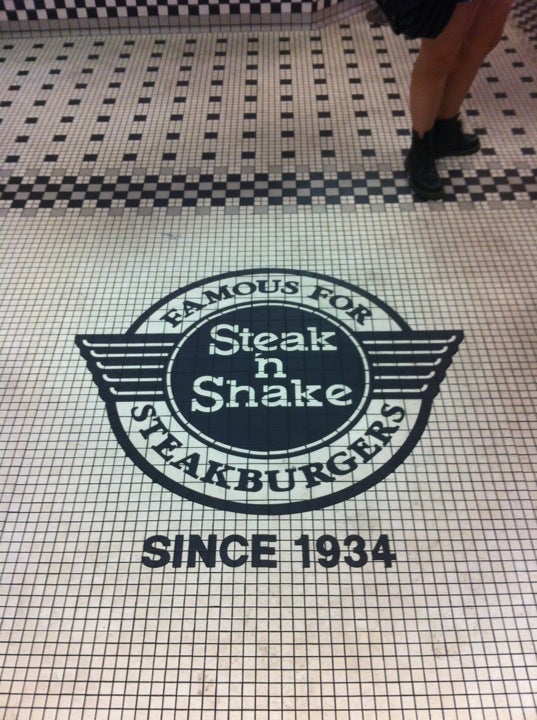 FAMOUS FOR
Steak
'n
Shake
STEAKBURGERS
SINCE 1934